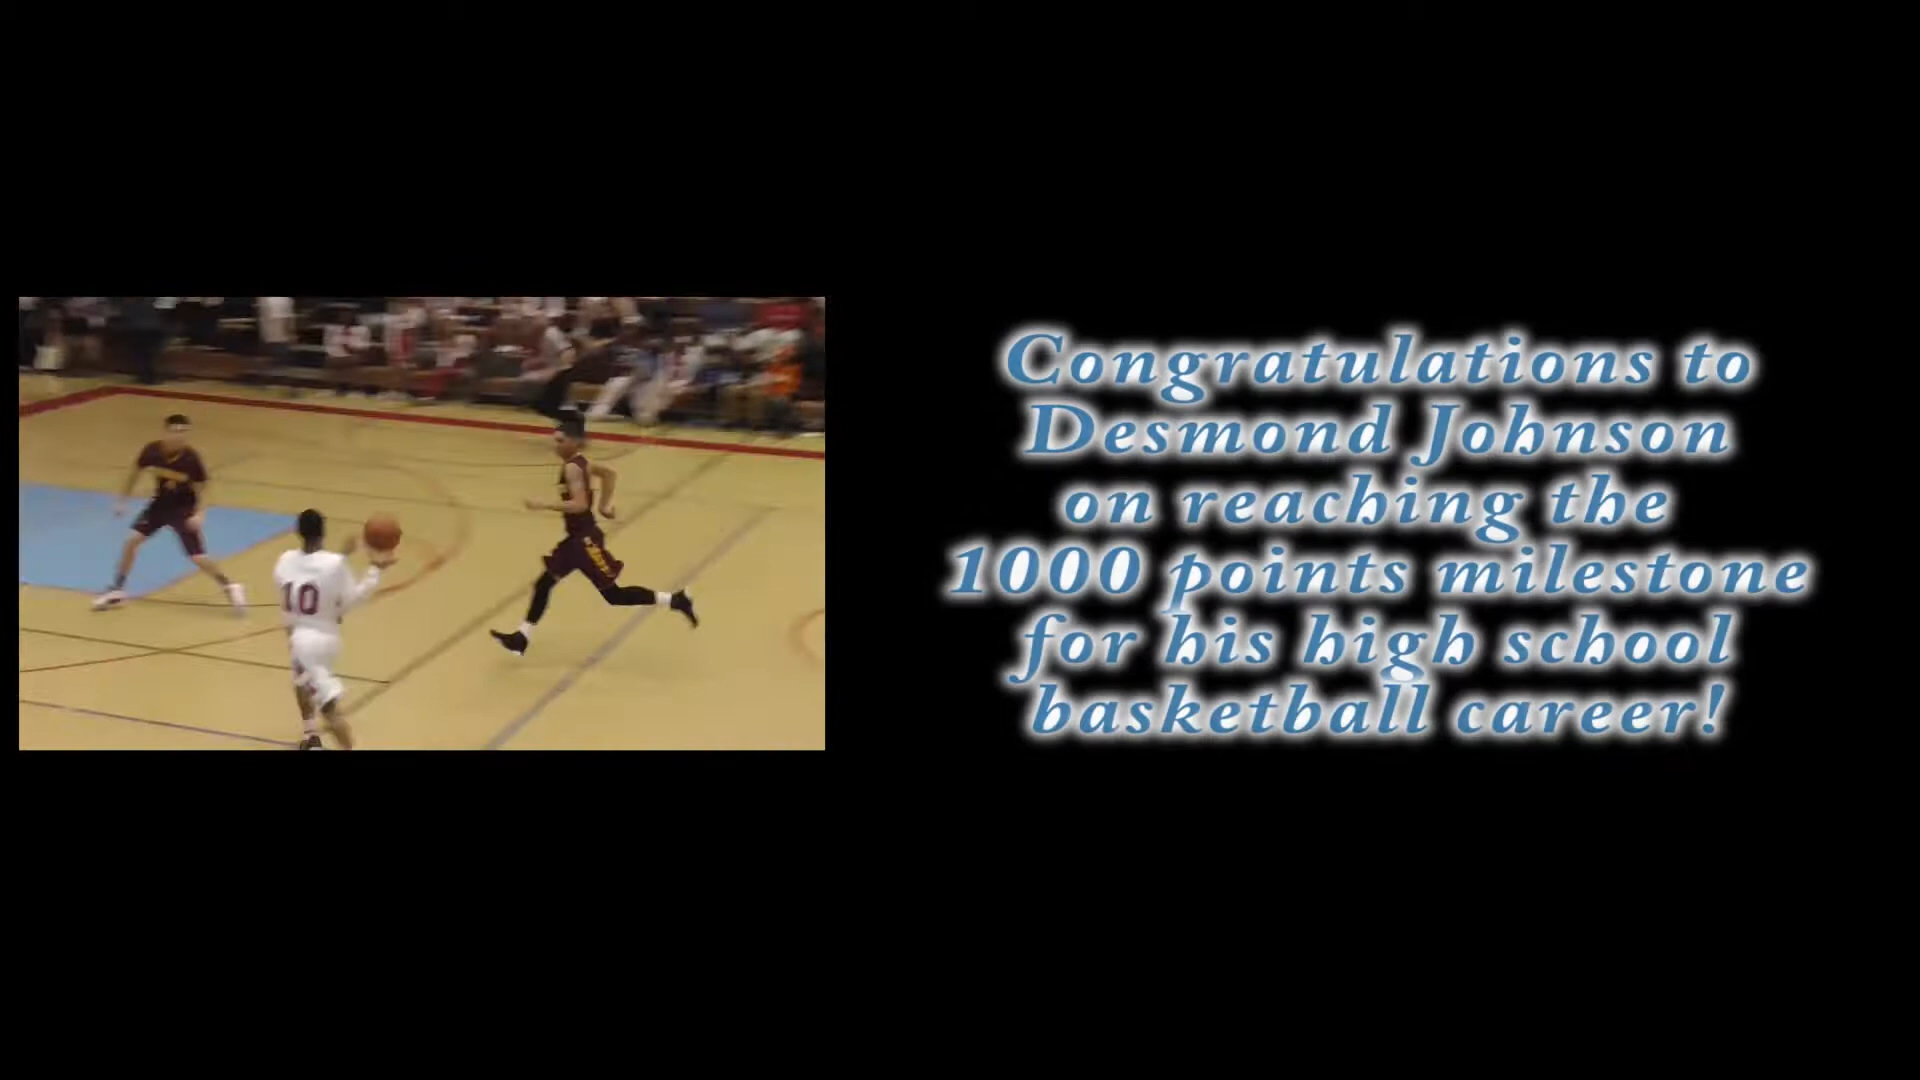 Congratulations to
Desmond Johnson
on reaching the
1000 points milestone
for his high school
basketball career!
10